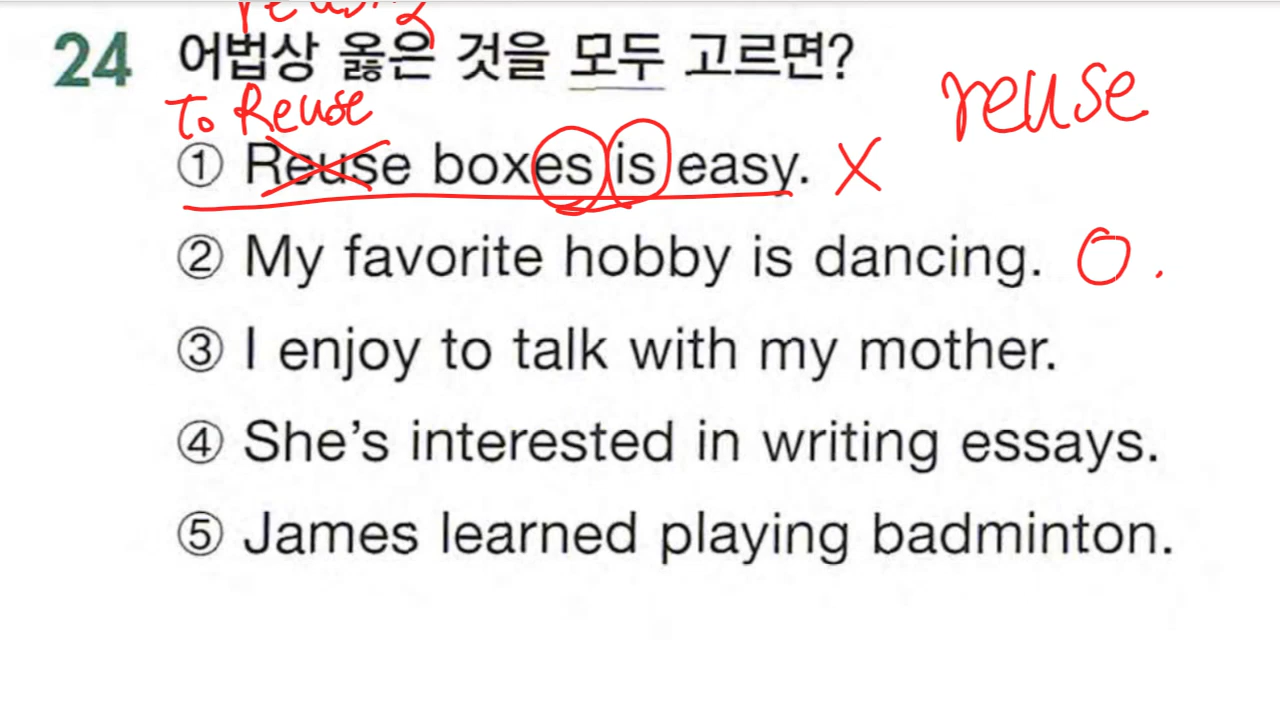 reusing
24 어법상 옳은 것을 모두 고르면?
To Reuse
reuse
① Reuse boxes is easy. X
② My favorite hobby is dancing. O.
③ I enjoy to talk with my mother.
④ She's interested in writing essays.
⑤ James learned playing badminton.